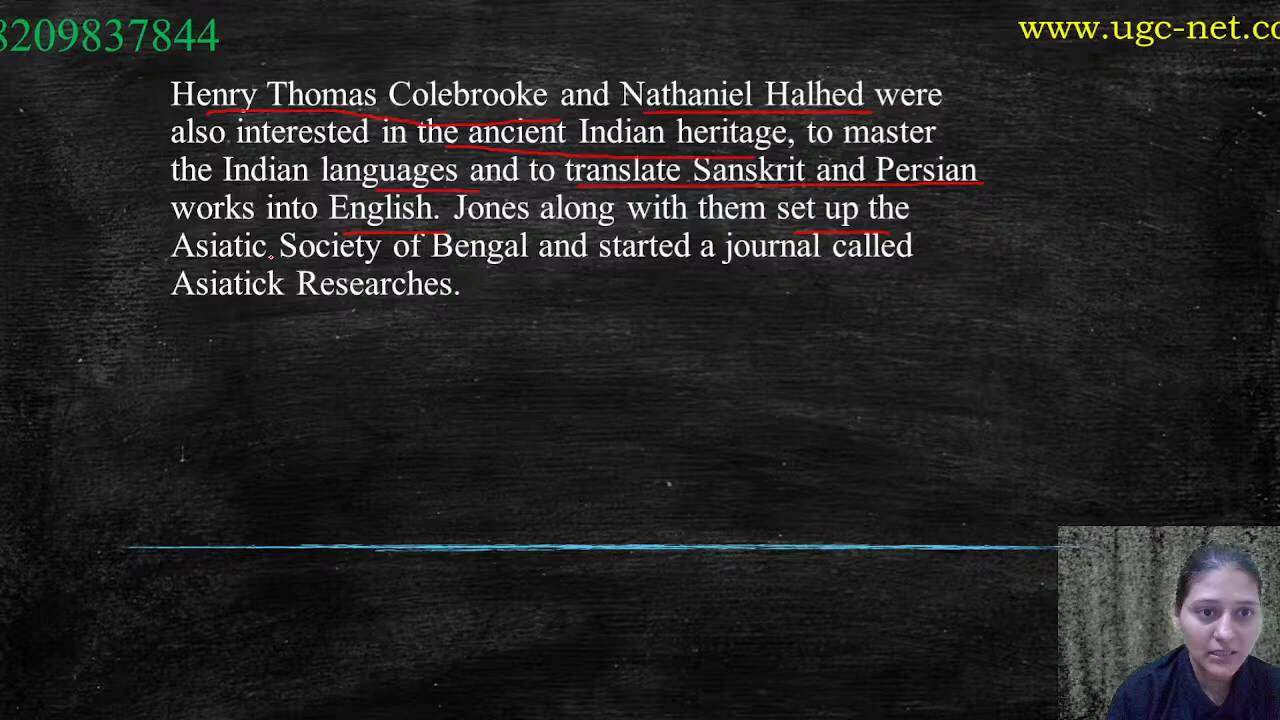 8209837844
www.ugc-net.co
Henry Thomas Colebrooke and Nathaniel Halhed were
also interested in the ancient Indian heritage, to master
the Indian languages and to translate Sanskrit and Persian
works into English. Jones along with them set up the
Asiatic Society of Bengal and started a journal called
Asiatick Researches.